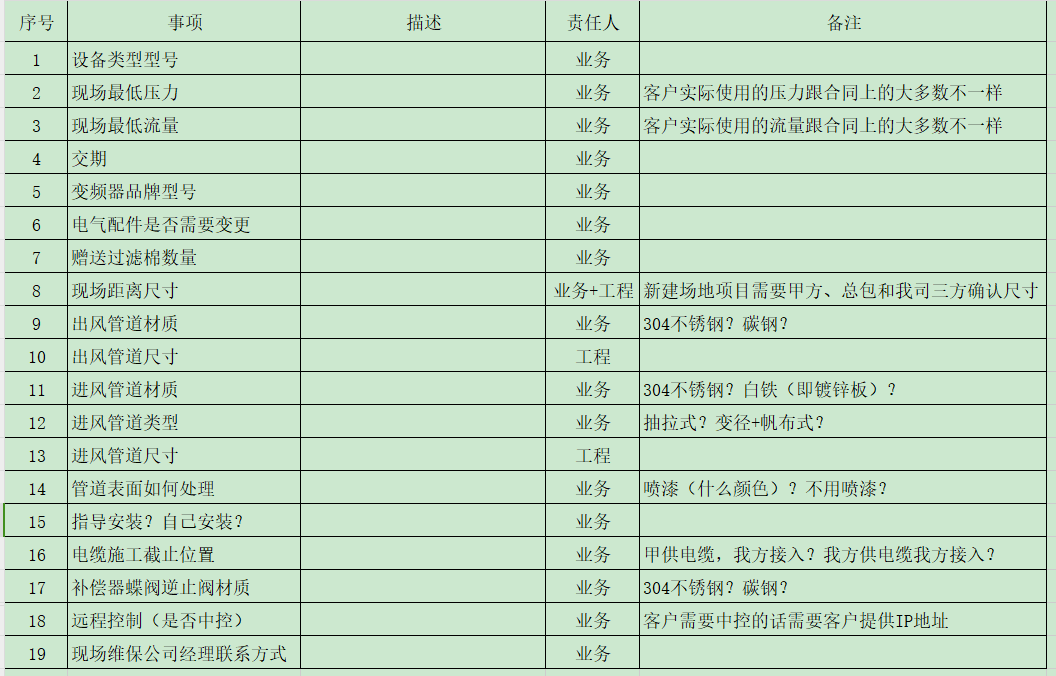 序号 事项 描述 责任人 备注
1 设备类型型号 业务
2 现场最低压力 业务 客户实际使用的压力跟合同上的大多数不一样
3 现场最低流量 业务 客户实际使用的流量跟合同上的大多数不一样
4 交期 业务
5 变频器品牌型号 业务
6 电气配件是否需要变更 业务
7 赠送过滤棉数量 业务
8 现场距离尺寸 业务+工程 新建场地项目需要甲方、总包和我司三方确认尺寸
9 出风管道材质 业务 304不锈钢？碳钢？
10 出风管道尺寸 工程
11 进风管道材质 业务 304不锈钢？白铁（即镀锌板）？
12 进风管道类型 业务 抽拉式？变径+帆布式？
13 进风管道尺寸 工程
14 管道表面如何处理 业务 喷漆（什么颜色）？不用喷漆？
15 指导安装？自己安装？ 业务
16 电缆施工截止位置 业务 甲供电缆，我方接入？我方供电缆我方接入？
17 补偿器蝶阀逆止阀材质 业务 304不锈钢？碳钢？
18 远程控制（是否中控） 业务 客户需要中控的话需要客户提供IP地址
19 现场维保公司经理联系方式 业务